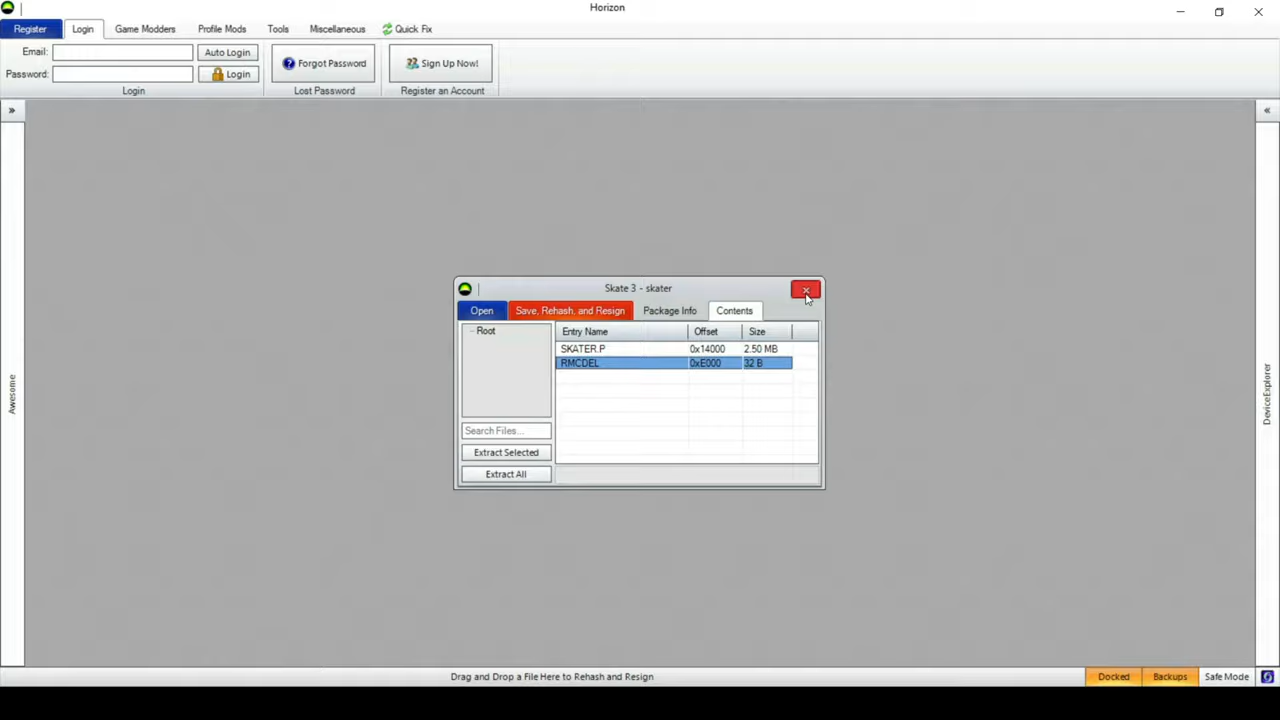 Horizon
Register Login Game Modders Profile Mods Tools Miscellaneous Quick Fix
Email: Auto Login
Forgot Password Sign Up Now!
Password: Login
Login Lost Password Register an Account
» «
Skate 3 - skater
Open Save, Rehash, and Resign Package Info Contents
Root Entry Name Offset Size
SKATER.P 0x14000 2.50 MB
RMCDEL 0xE000 32 B
Awesome
DeviceExplorer
Search Files...
Extract Selected
Extract All
Drag and Drop a File Here to Rehash and Resign Docked Backups Safe Mode